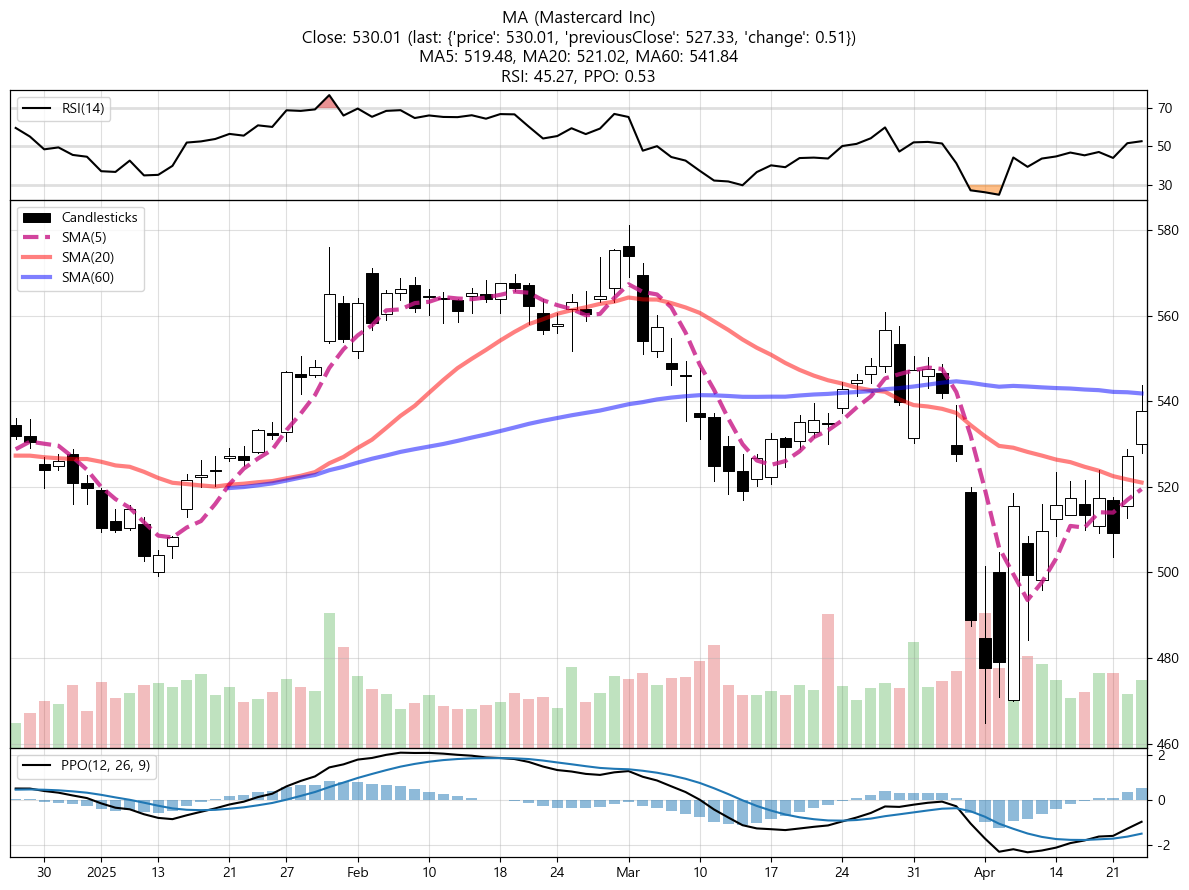 MA (Mastercard Inc)
Close: 530.01 (last: {'price': 530.01, 'previousClose': 527.33, 'change': 0.51})
MA5: 519.48, MA20: 521.02, MA60: 541.84
RSI: 45.27, PPO: 0.53
RSI(14)
70
50
30
Candlesticks
SMA(5)
SMA(20)
SMA(60)
580
560
540
520
500
480
460
PPO(12, 26, 9)
2
0
-2
30 2025 13 21 27 Feb 10 18 24 Mar 10 17 24 31 Apr 14 21